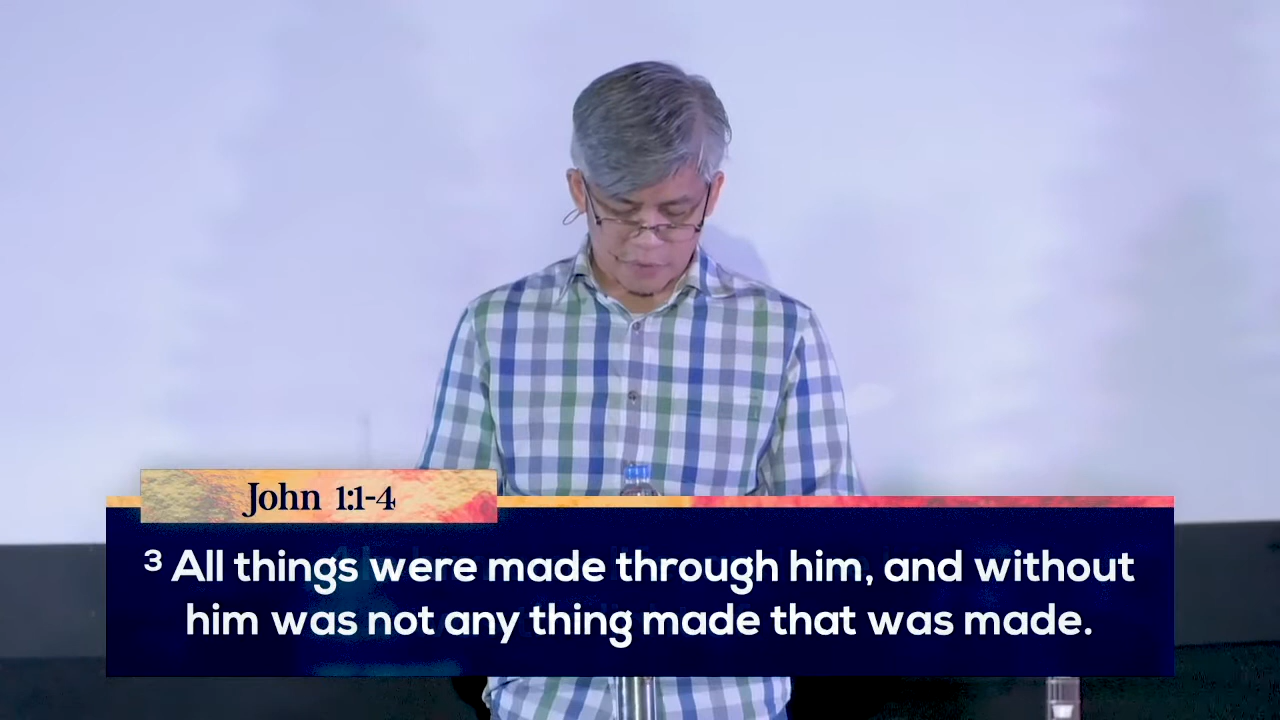 John 1:1-4
³ All things were made through him, and without
him was not any thing made that was made.